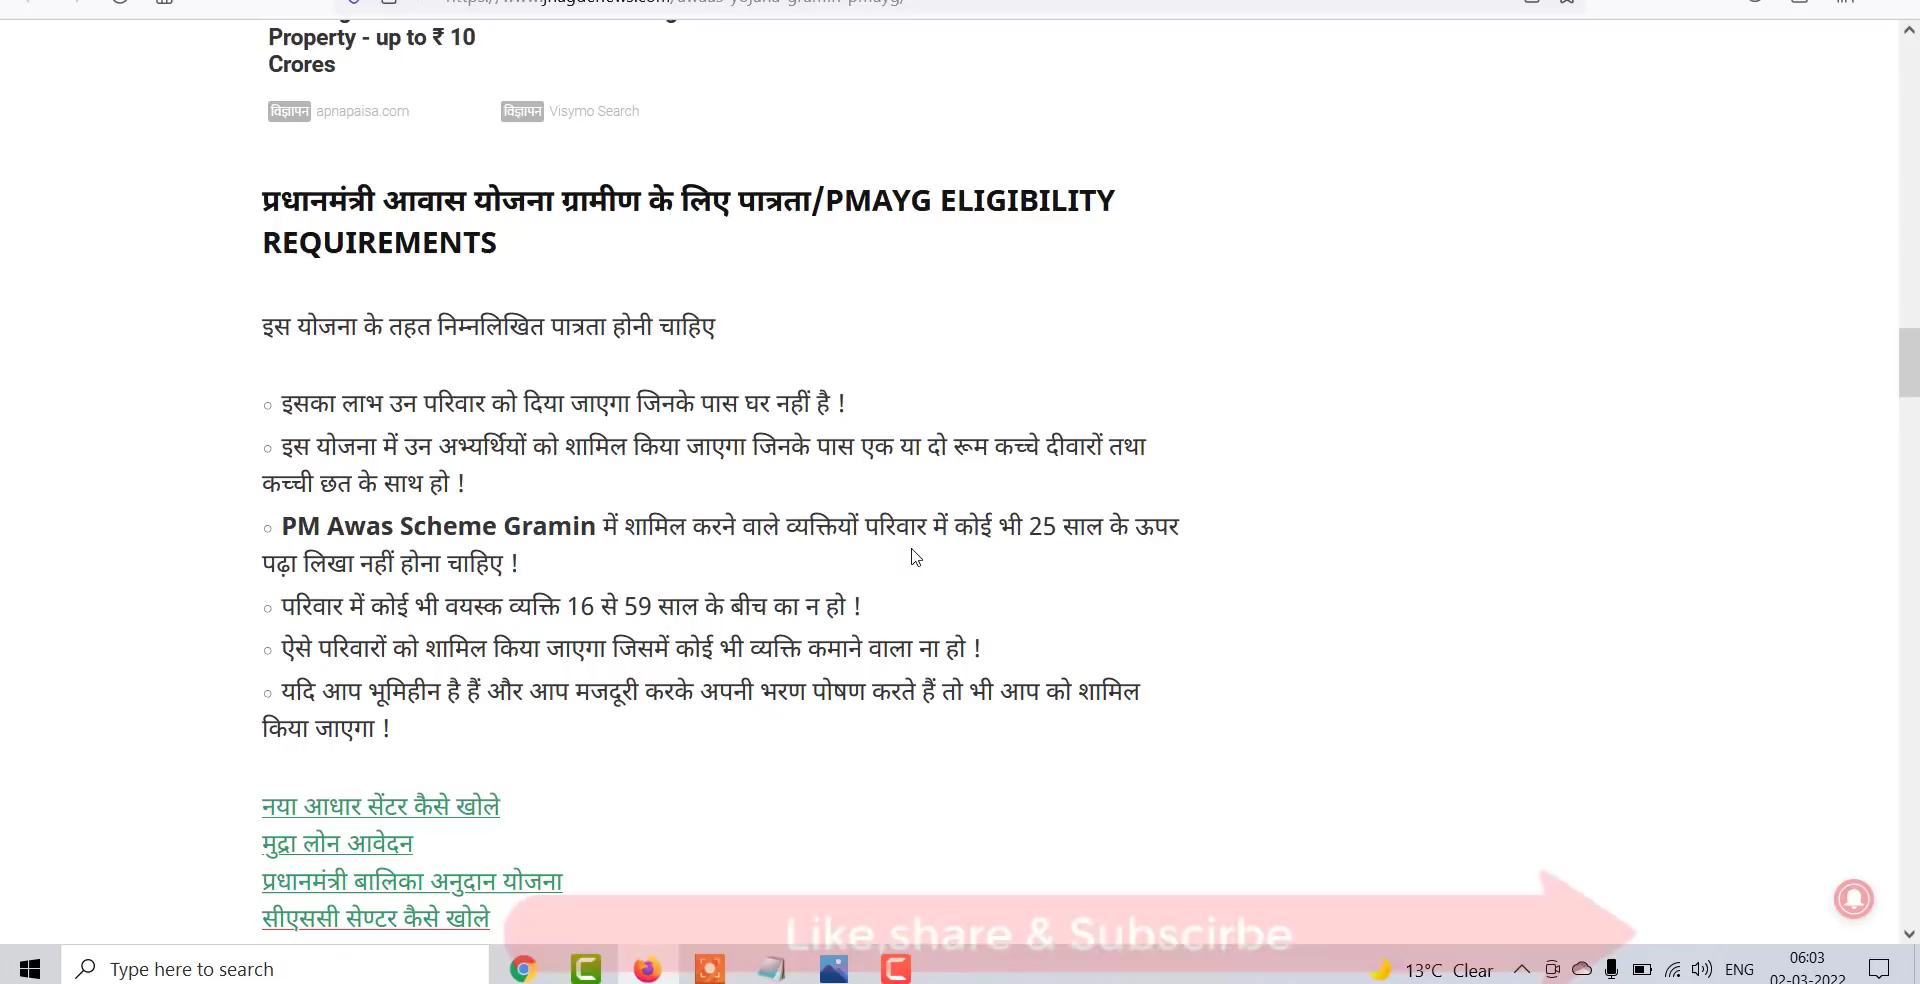 Property - up to ₹ 10
Crores
विज्ञापन apnapaisa.com
विज्ञापन Visymo Search
प्रधानमंत्री आवास योजना ग्रामीण के लिए पात्रता/PMAYG ELIGIBILITY
REQUIREMENTS
इस योजना के तहत निम्नलिखित पात्रता होनी चाहिए
इसका लाभ उन परिवार को दिया जाएगा जिनके पास घर नहीं है !
इस योजना में उन अभ्यर्थियों को शामिल किया जाएगा जिनके पास एक या दो रूम कच्चे दीवारों तथा
कच्ची छत के साथ हो !
PM Awas Scheme Gramin में शामिल करने वाले व्यक्तियों परिवार में कोई भी 25 साल के ऊपर
पढ़ा लिखा नहीं होना चाहिए !
परिवार में कोई भी वयस्क व्यक्ति 16 से 59 साल के बीच का न हो !
ऐसे परिवारों को शामिल किया जाएगा जिसमें कोई भी व्यक्ति कमाने वाला ना हो !
यदि आप भूमिहीन है हैं और आप मजदूरी करके अपनी भरण पोषण करते हैं तो भी आप को शामिल
किया जाएगा !
नया आधार सेंटर कैसे खोले
मुद्रा लोन आवेदन
प्रधानमंत्री बालिका अनुदान योजना
सीएससी सेण्टर कैसे खोले
Like,share & Subscirbe
Type here to search
13°C Clear
ENG
06:03
02-03-2022